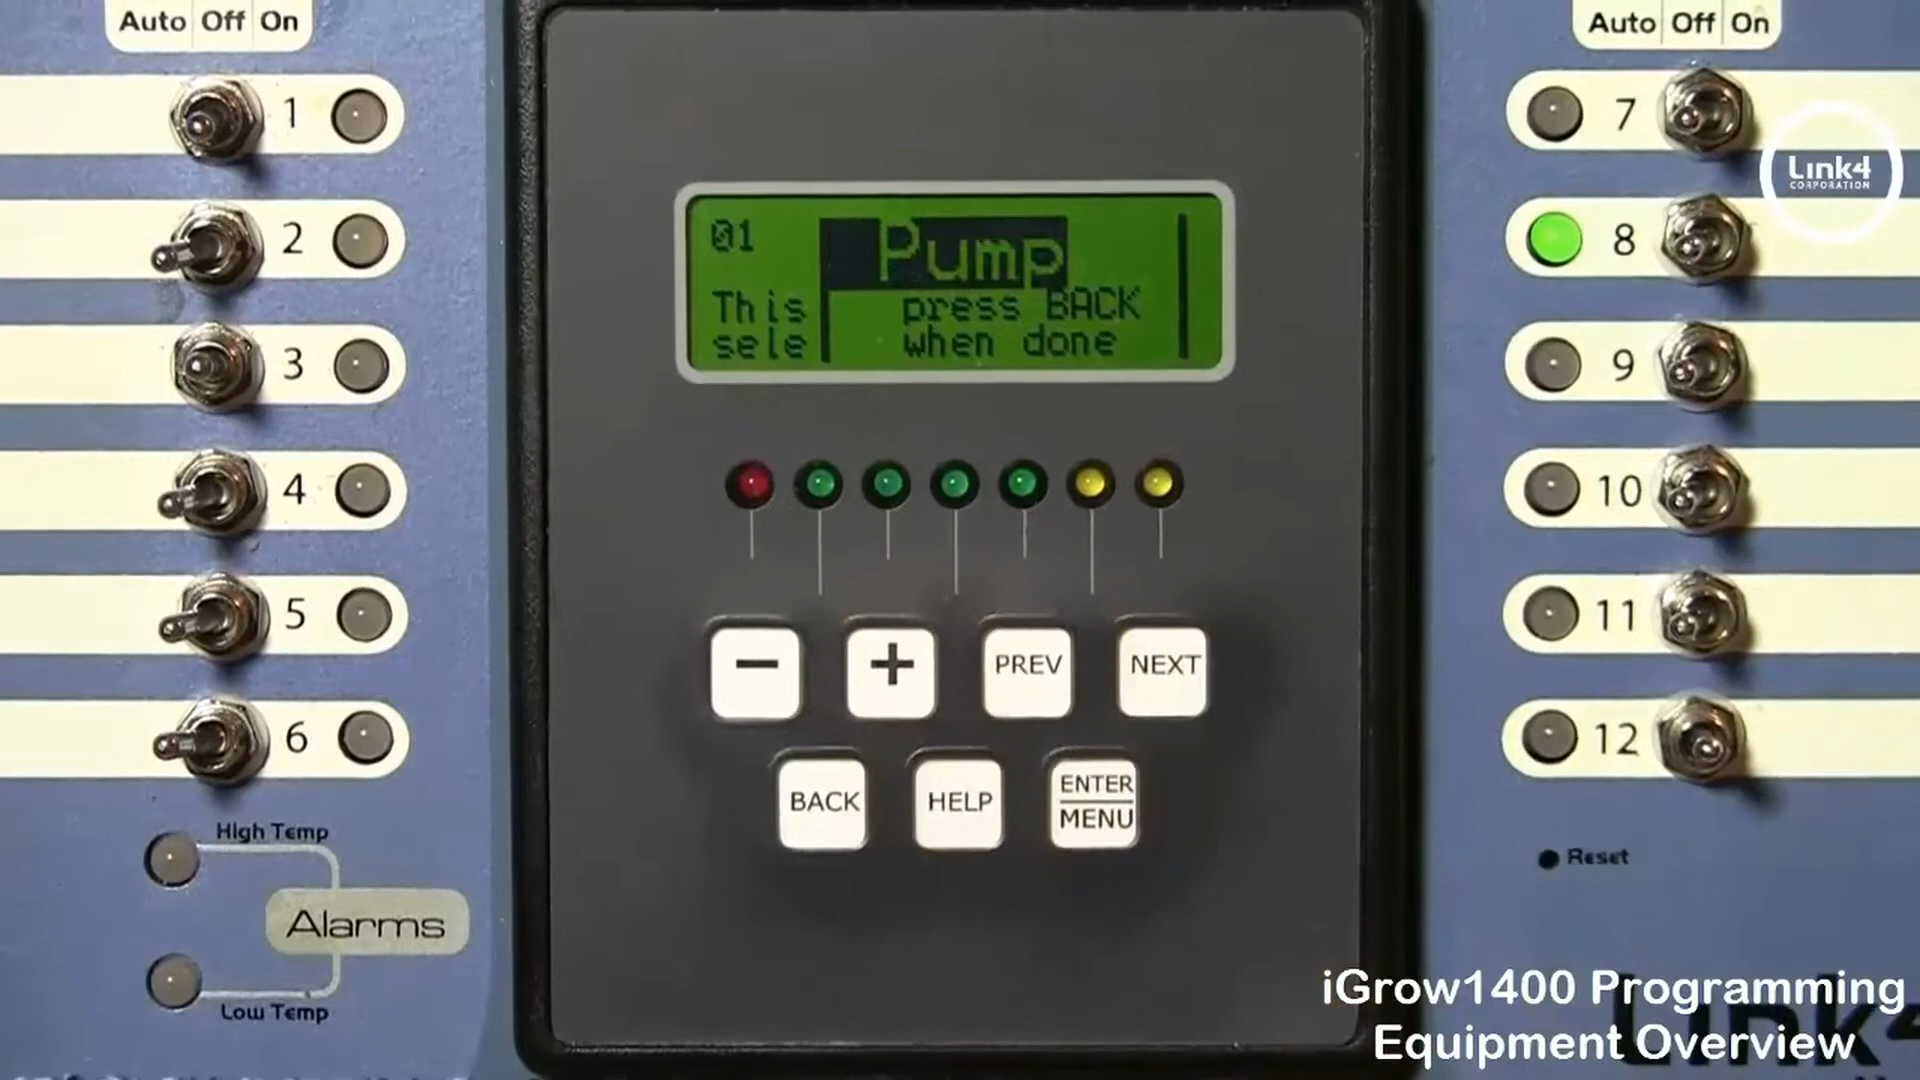 Auto Off On
1
2
3
4
5
6
High Temp
Alarms
Low Temp
01 Pump
This press BACK
sele when done
− + PREV NEXT
BACK HELP ENTER
MENU
Auto Off On
7
8
9
10
11
12
Reset
Link4
CORPORATION
iGrow1400 Programming
Equipment Overview
Link4